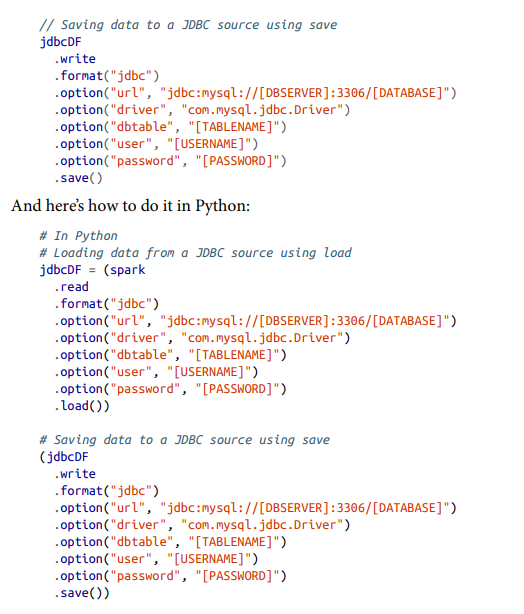 // Saving data to a JDBC source using save
jdbcDF
.write
.format("jdbc")
.option("url", "jdbc:mysql://[DBSERVER]:3306/[DATABASE]")
.option("driver", "com.mysql.jdbc.Driver")
.option("dbtable", "[TABLENAME]")
.option("user", "[USERNAME]")
.option("password", "[PASSWORD]")
.save()
And here’s how to do it in Python:
# In Python
# Loading data from a JDBC source using load
jdbcDF = (spark
.read
.format("jdbc")
.option("url", "jdbc:mysql://[DBSERVER]:3306/[DATABASE]")
.option("driver", "com.mysql.jdbc.Driver")
.option("dbtable", "[TABLENAME]")
.option("user", "[USERNAME]")
.option("password", "[PASSWORD]")
.load())
# Saving data to a JDBC source using save
(jdbcDF
.write
.format("jdbc")
.option("url", "jdbc:mysql://[DBSERVER]:3306/[DATABASE]")
.option("driver", "com.mysql.jdbc.Driver")
.option("dbtable", "[TABLENAME]")
.option("user", "[USERNAME]")
.option("password", "[PASSWORD]")
.save())